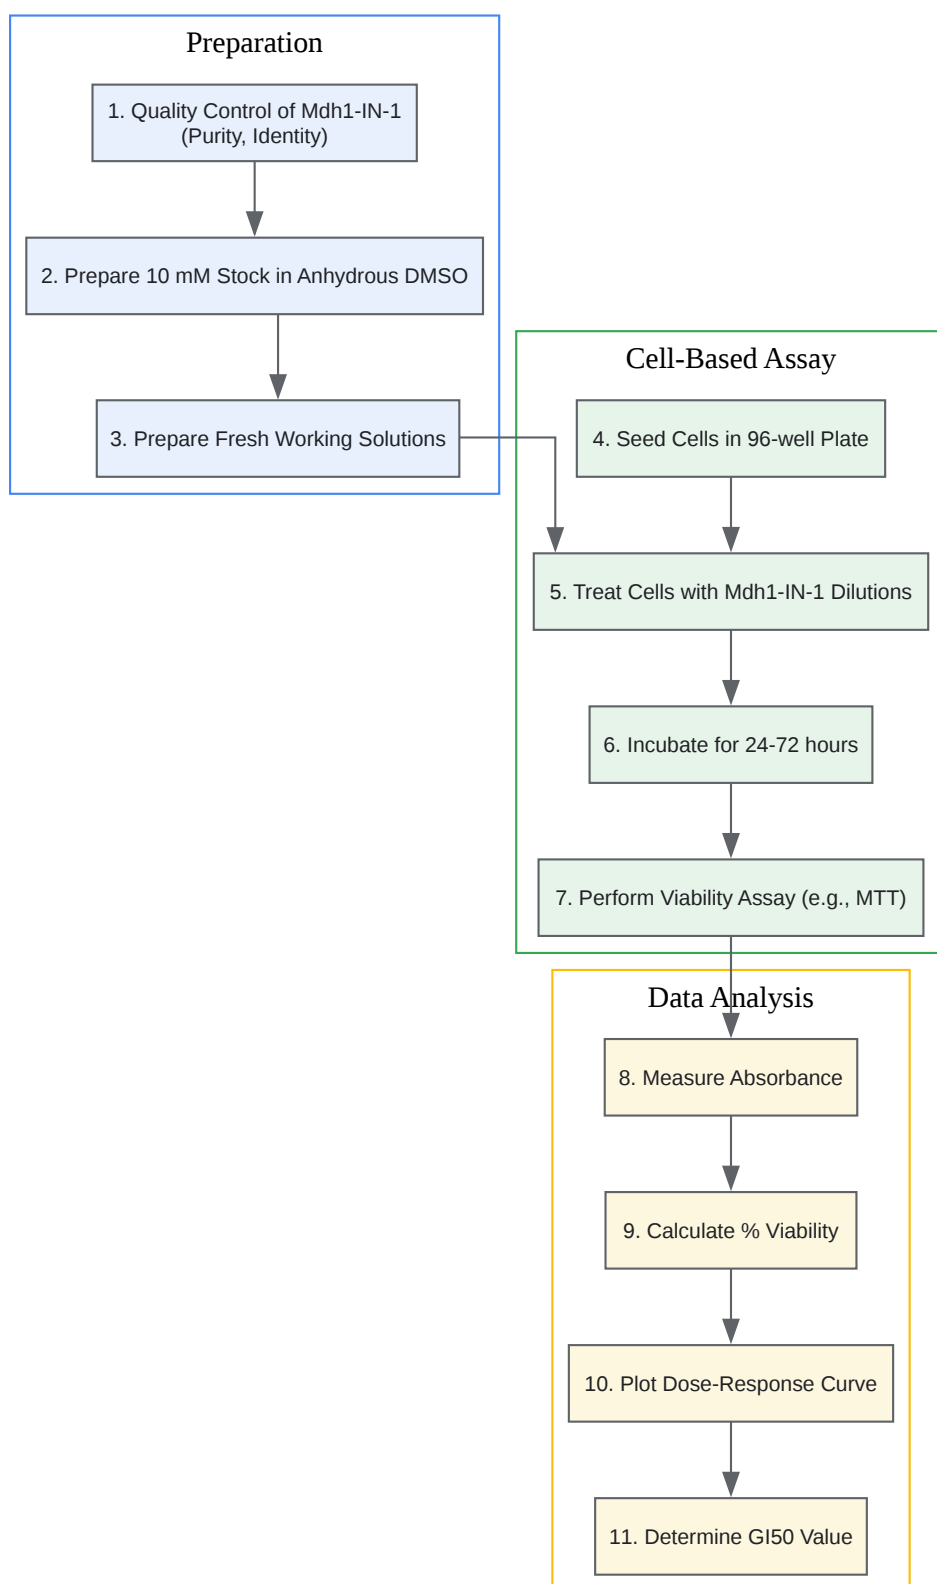 Preparation
1. Quality Control of Mdh1-IN-1
(Purity, Identity)
2. Prepare 10 mM Stock in Anhydrous DMSO
3. Prepare Fresh Working Solutions
Cell-Based Assay
4. Seed Cells in 96-well Plate
5. Treat Cells with Mdh1-IN-1 Dilutions
6. Incubate for 24-72 hours
7. Perform Viability Assay (e.g., MTT)
Data Analysis
8. Measure Absorbance
9. Calculate % Viability
10. Plot Dose-Response Curve
11. Determine GI50 Value